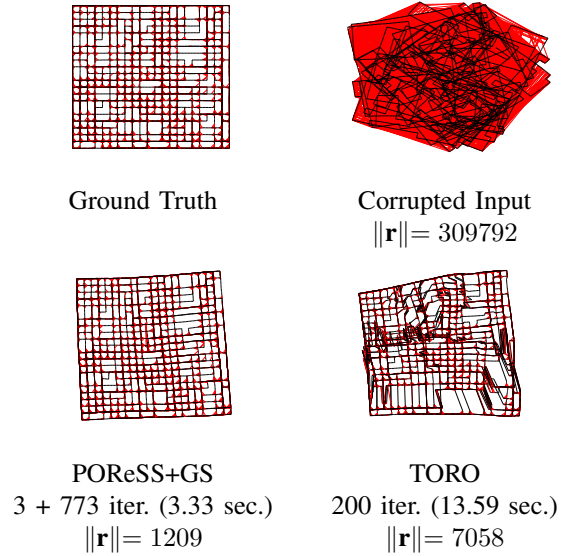 Ground Truth
Corrupted Input
‖r‖= 309792
POReSS+GS
3 + 773 iter. (3.33 sec.)
‖r‖= 1209
TORO
200 iter. (13.59 sec.)
‖r‖= 7058